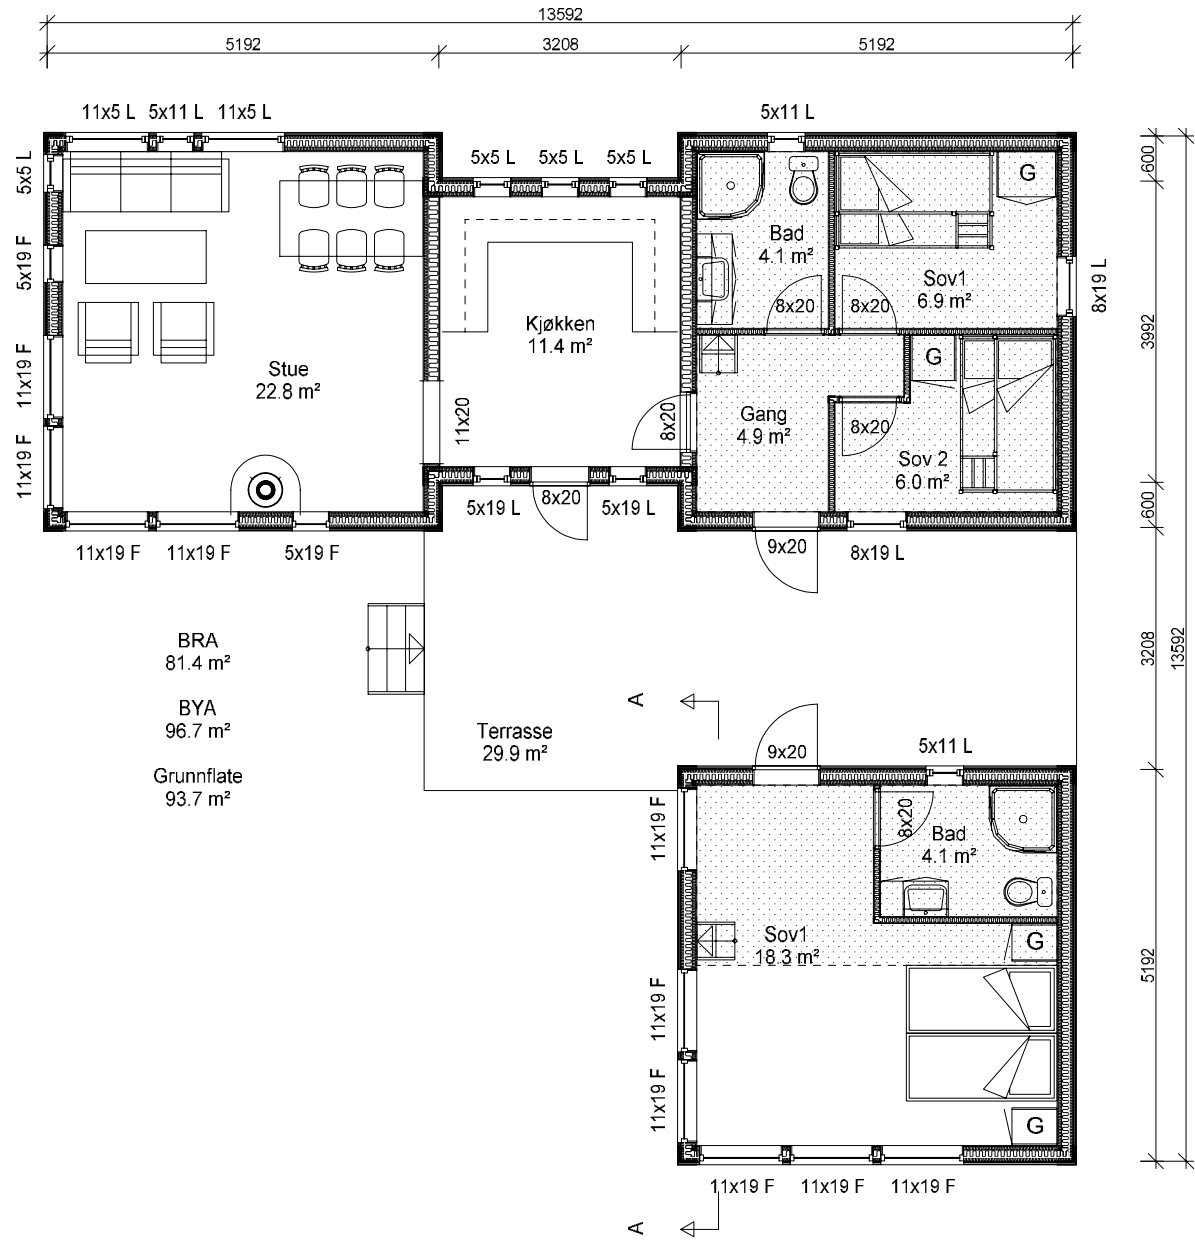 13592
5192
3208
5192
11x5 L
5x11 L
11x5 L
5x11 L
5x5 L
5x5 L
5x5 L
5x5 L
600
G
5x19 F
Bad
4.1 m²
Sov1
6.9 m²
8x19 L
8x20
8x20
Kjøkken
11.4 m²
3992
13592
11x19 F
Stue
22.8 m²
G
11x20
8x20
Gang
4.9 m²
8x20
Sov 2
6.0 m²
11x19 F
600
5x19 L
8x20
5x19 L
11x19 F
11x19 F
5x19 F
9x20
8x19 L
BRA
81.4 m²
BYA
96.7 m²
Grunnflate
93.7 m²
3208
A
Terrasse
29.9 m²
9x20
5x11 L
11x19 F
8x20
Bad
4.1 m²
Sov1
18.3 m²
G
5192
11x19 F
11x19 F
G
11x19 F
11x19 F
11x19 F
A